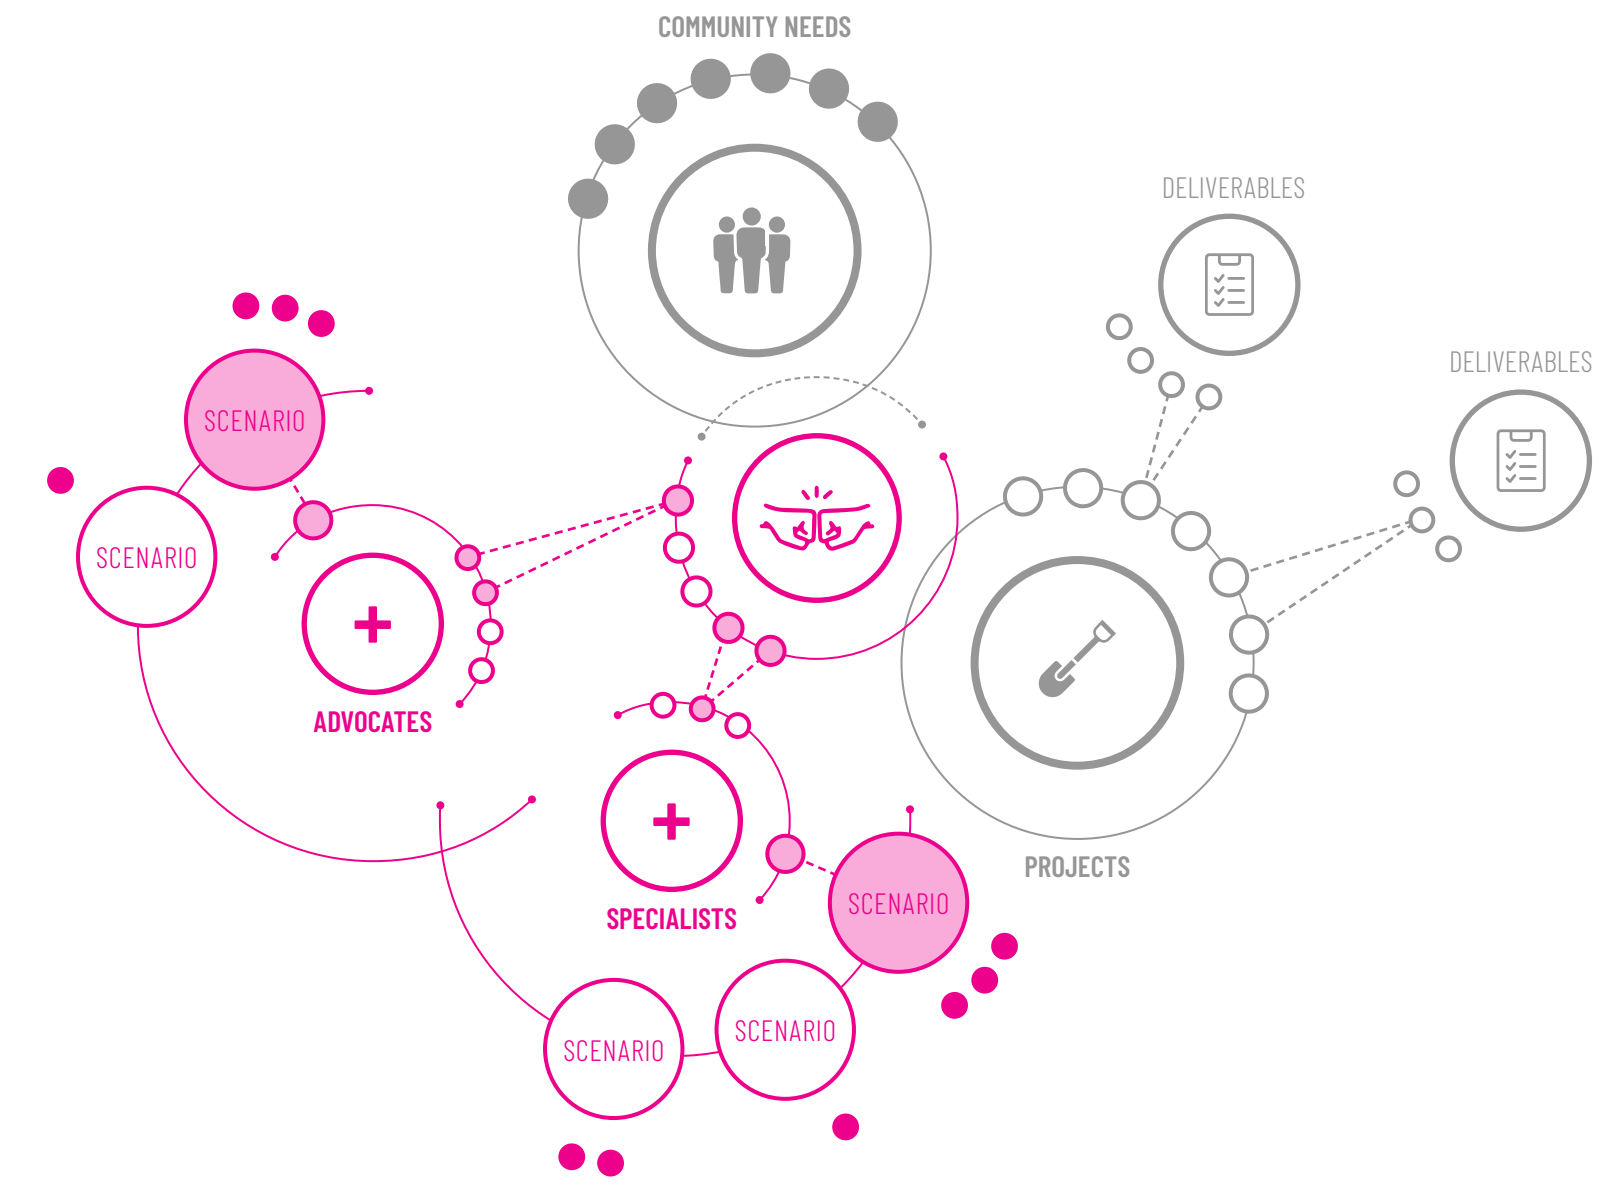 COMMUNITY NEEDS
DELIVERABLES
DELIVERABLES
SCENARIO
SCENARIO
ADVOCATES
PROJECTS
SPECIALISTS
SCENARIO
SCENARIO
SCENARIO